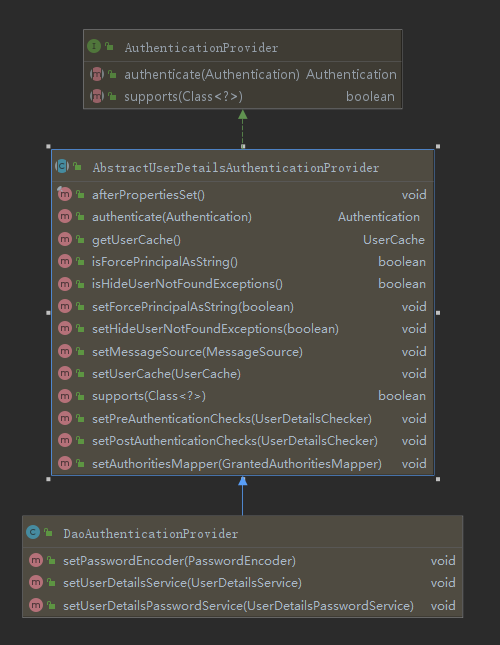 AuthenticationProvider
authenticate(Authentication) Authentication
supports(Class<?>) boolean
AbstractUserDetailsAuthenticationProvider
afterPropertiesSet() void
authenticate(Authentication) Authentication
getUserCache() UserCache
isForcePrincipalAsString() boolean
isHideUserNotFoundExceptions() boolean
setForcePrincipalAsString(boolean) void
setHideUserNotFoundExceptions(boolean) void
setMessageSource(MessageSource) void
setUserCache(UserCache) void
supports(Class<?>) boolean
setPreAuthenticationChecks(UserDetailsChecker) void
setPostAuthenticationChecks(UserDetailsChecker) void
setAuthoritiesMapper(GrantedAuthoritiesMapper) void
DaoAuthenticationProvider
setPasswordEncoder(PasswordEncoder) void
setUserDetailsService(UserDetailsService) void
setUserDetailsPasswordService(UserDetailsPasswordService) void